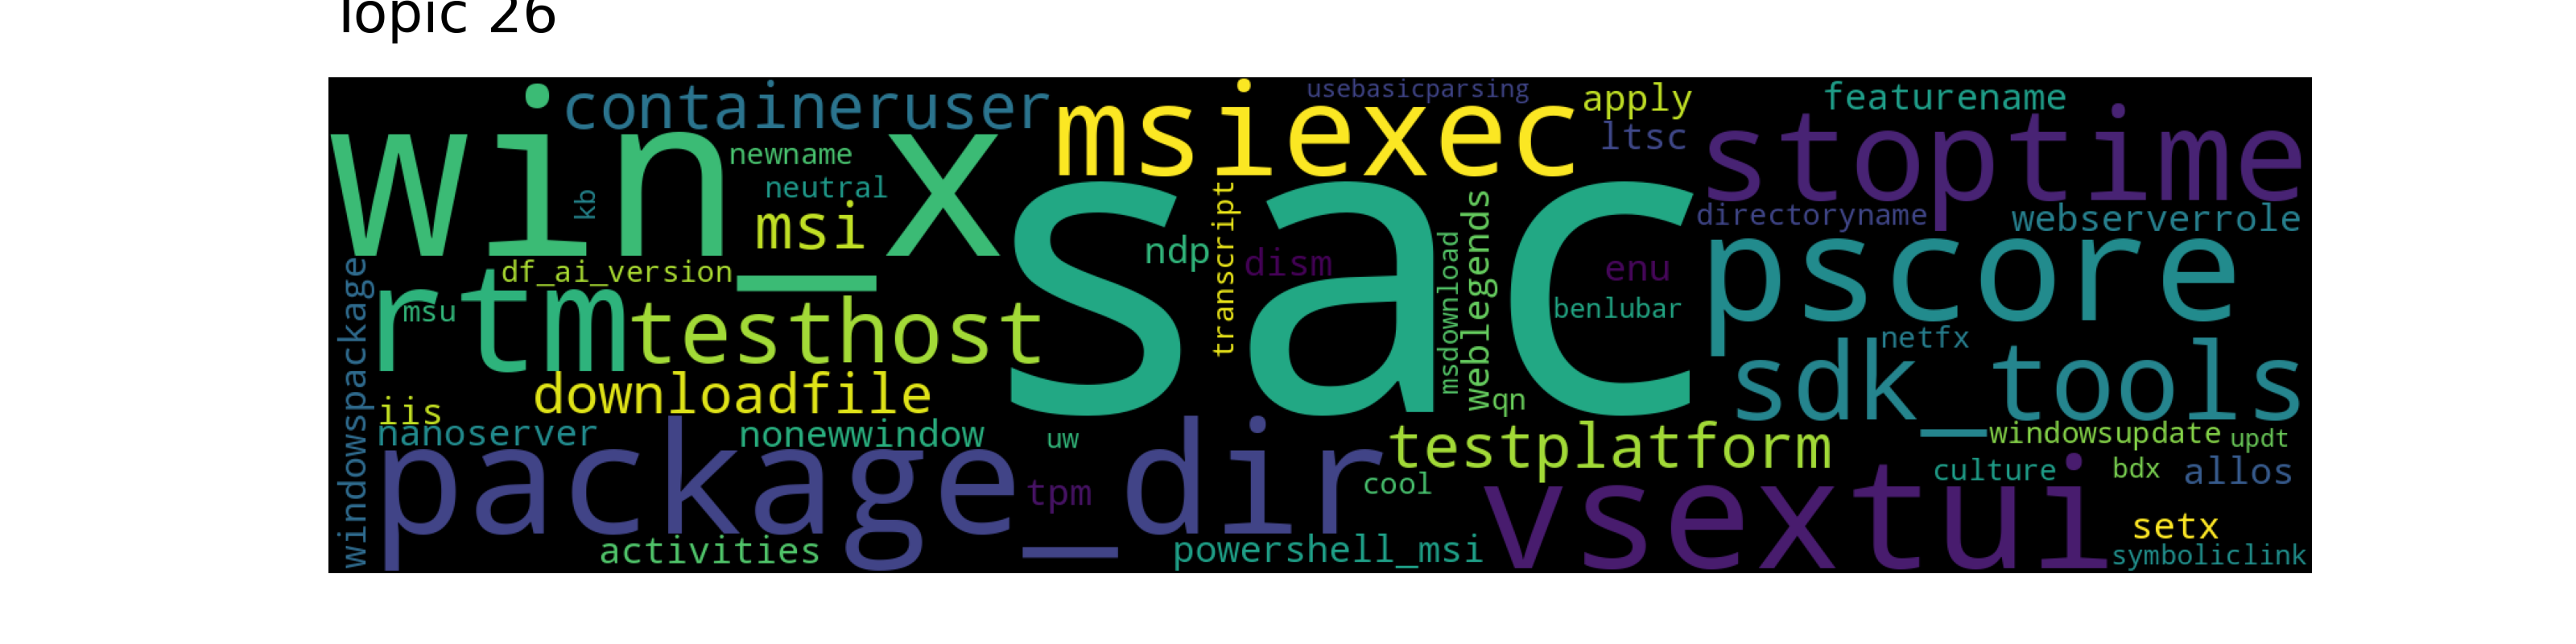 Topic 26
containeruser
msiexec
usebasicparsing
apply
featurename
win_x
newname
ltsc
stoptime
neutral
kb
msi
sac
ndp
transcript
dism
msdownload
weblegends
enu
benlubar
directoryname
webserverrole
pscore
df_ai_version
windowspackage
rtm
msu
testhost
netfx
sdk_tools
downloadfile
iis
qn
nanoserver
nonewwindow
uw
testplatform
windowsupdate
updt
package_dir
tpm
cool
culture
bdx
allos
vsextui
setx
activities
powershell_msi
symboliclink